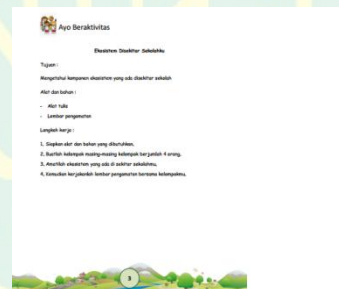 Ayo Beraktivitas
Ekosistem Disekitar Sekolahku
Tujuan :
Mengetahui komponen ekosistem yang ada disekitar sekolah
Alat dan bahan :
- Alat tulis
- Lembar pengamatan
Langkah kerja :
1. Siapkan alat dan bahan yang dibutuhkan.
2. Buatlah kelompok masing-masing kelompok berjumlah 4 orang.
3. Amatilah ekosistem yang ada di sekitar sekolahmu.
4. Kemudian kerjakanlah lembar pengamatan bersama kelompokmu.
3